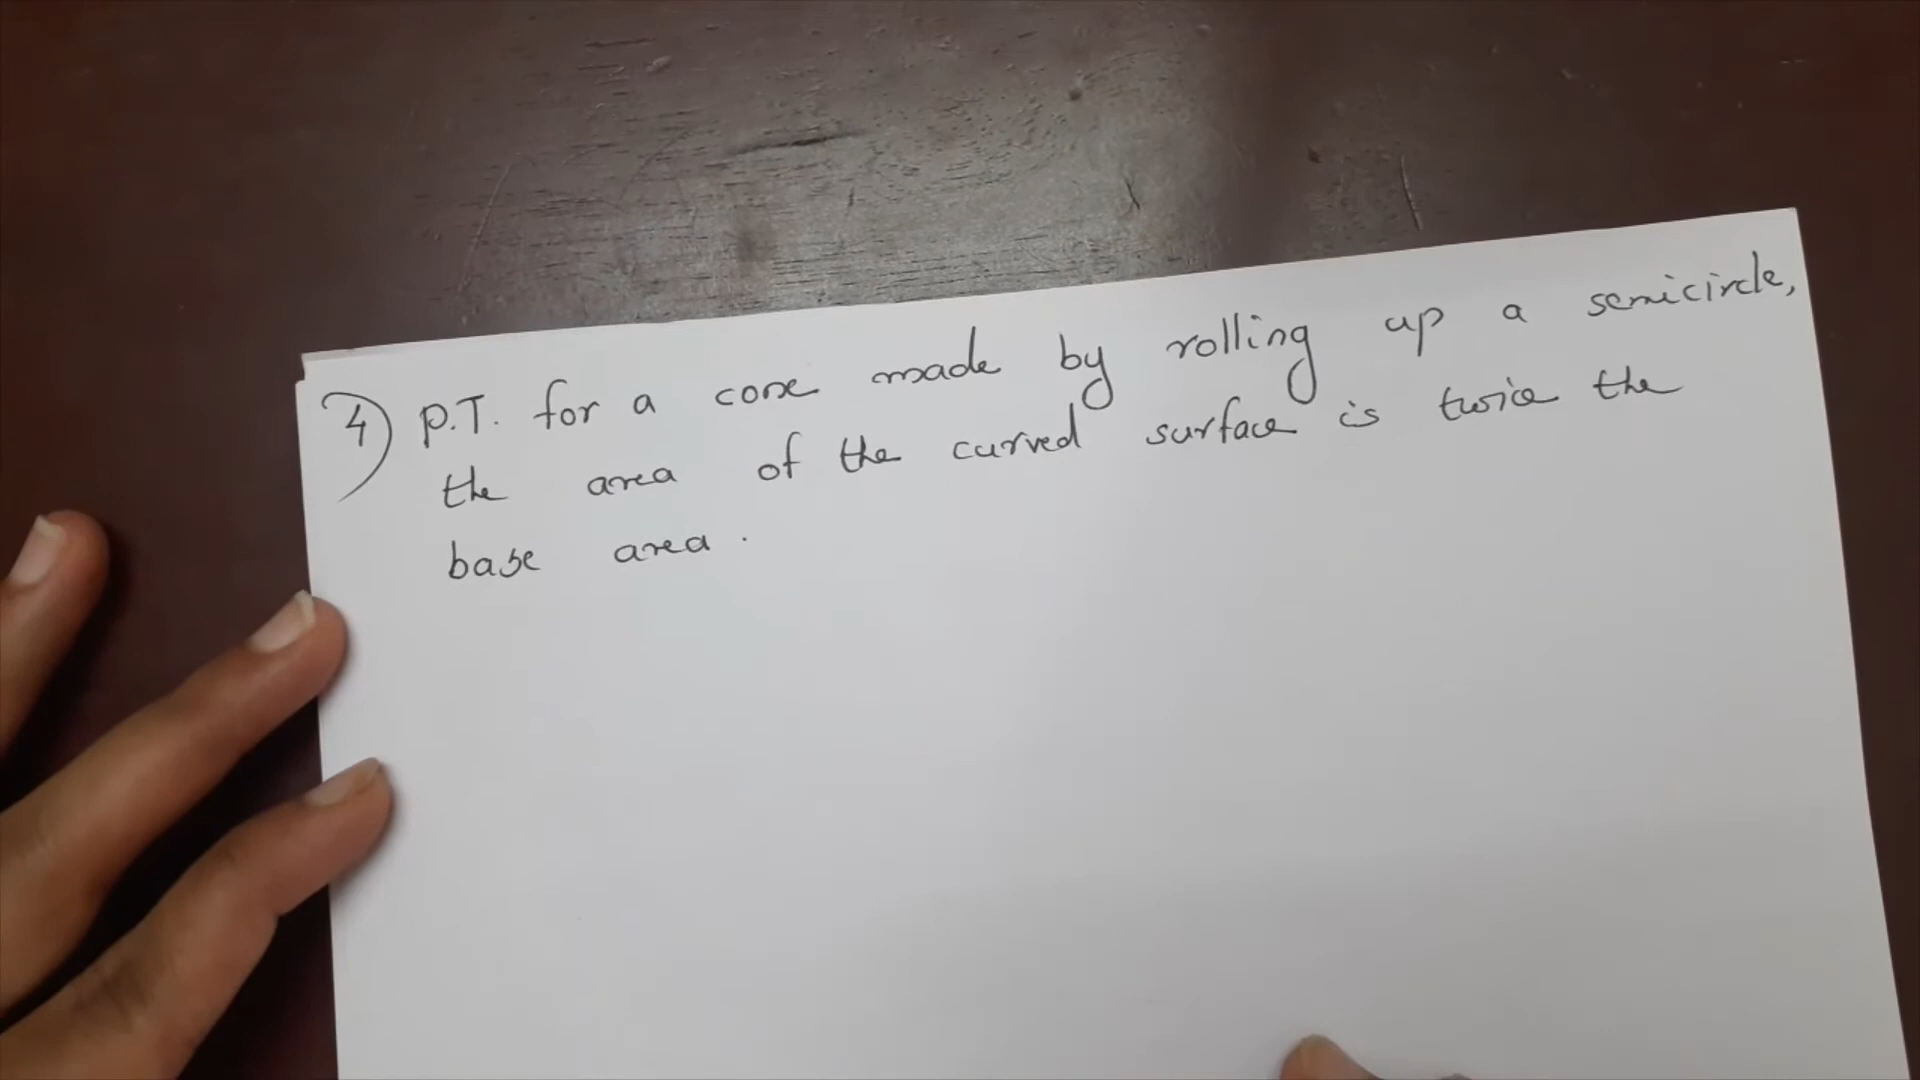 4) P.T. for a cone made by rolling up a semicircle,
the area of the curved surface is twice the
base area.